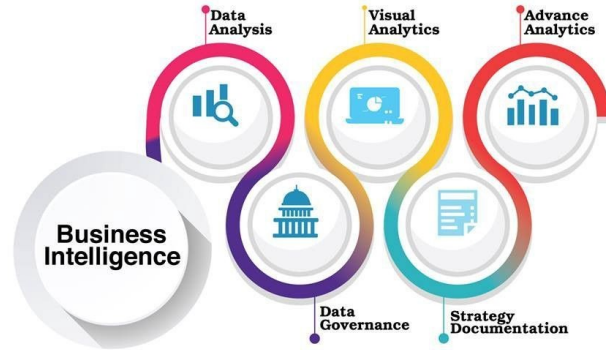 Data
Analysis
Visual
Analytics
Advance
Analytics
Business
Intelligence
Data
Governance
Strategy
Documentation